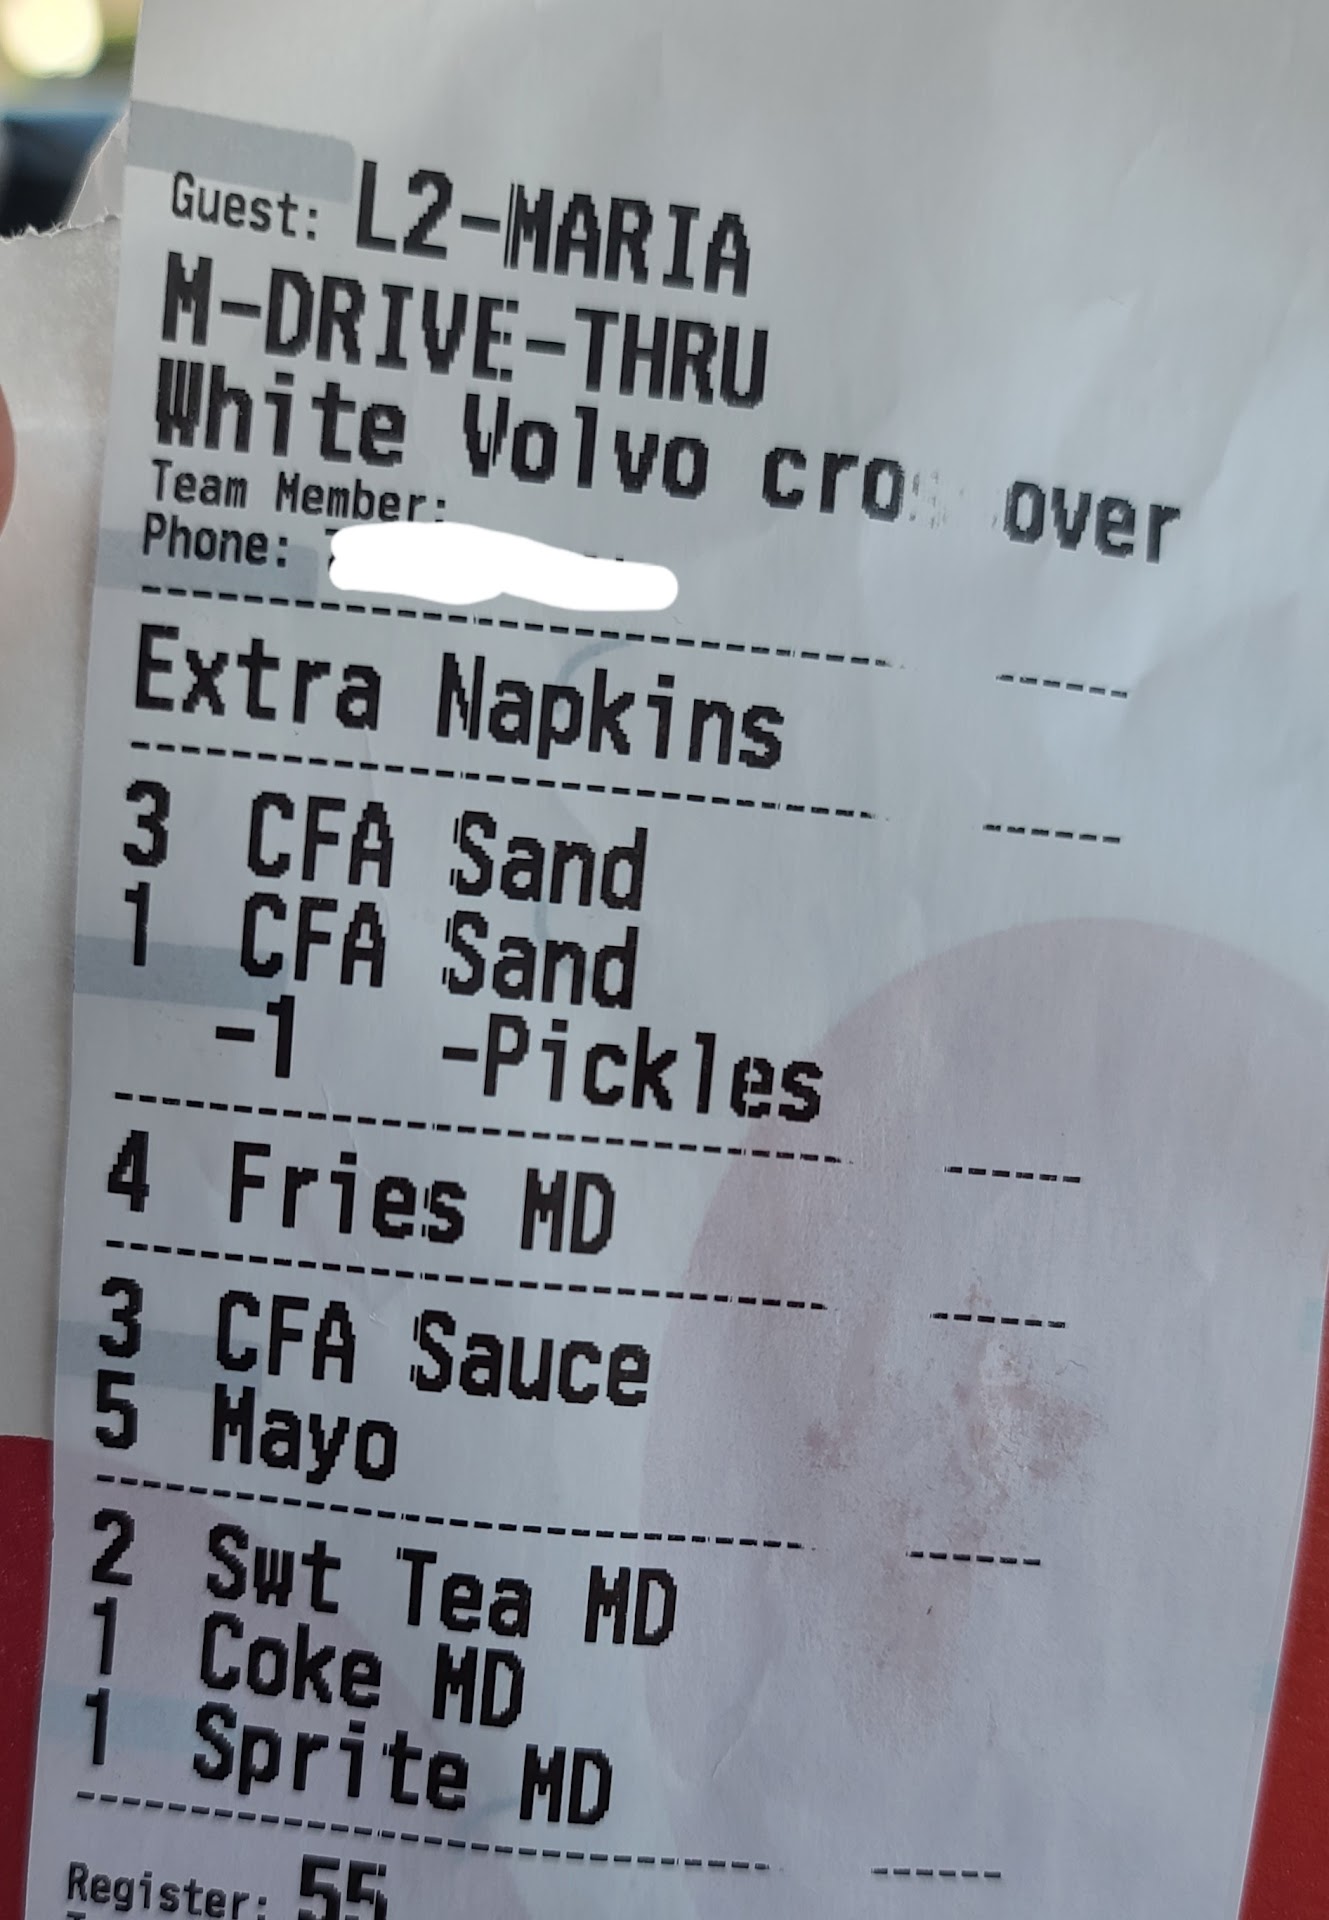 Guest: L2-MARIA
M-DRIVE-THRU
White Volvo cro over
Team Member:
Phone:
Extra Napkins
3 CFA Sand
1 CFA Sand
-1 -Pickles
4 Fries MD
3 CFA Sauce
5 Mayo
2 Swt Tea MD
1 Coke MD
1 Sprite MD
Register: 55